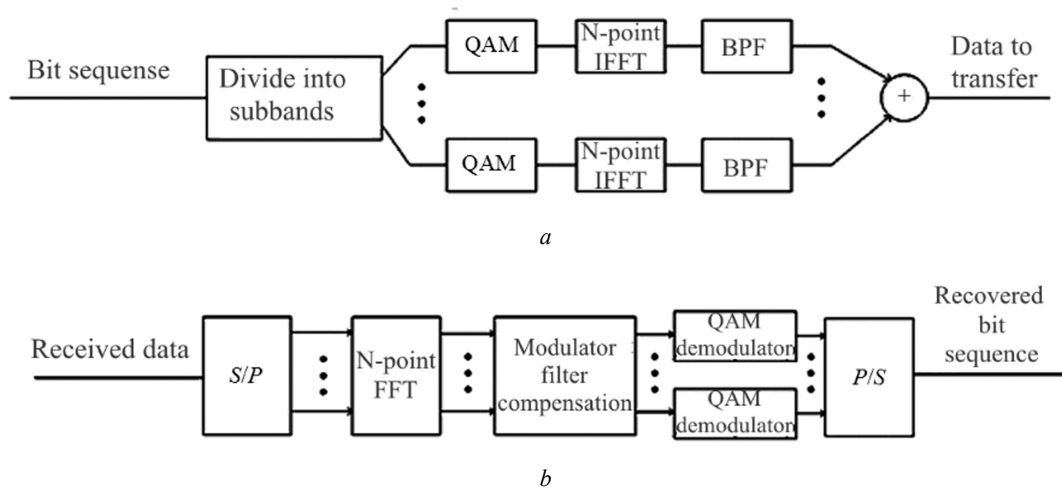 Bit sequense
Divide into
subbands
QAM
N-point
IFFT
BPF
Data to
transfer
+
QAM
N-point
IFFT
BPF
a
Received data
S/P
N-point
FFT
Modulator
filter
compensation
QAM
demodulator
QAM
demodulator
P/S
Recovered
bit
sequence
b